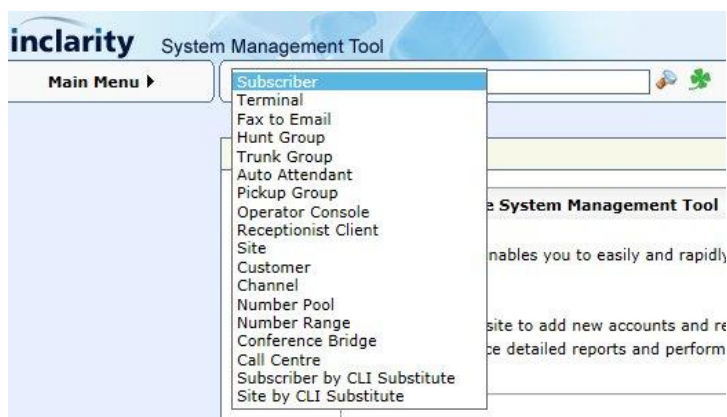 inclarity System Management Tool
Main Menu
Subscriber
Terminal
Fax to Email
Hunt Group
Trunk Group
Auto Attendant
Pickup Group
Operator Console
Receptionist Client
Site
Customer
Channel
Number Pool
Number Range
Conference Bridge
Call Centre
Subscriber by CLI Substitute
Site by CLI Substitute
e System Management Tool
nables you to easily and rapidly
site to add new accounts and re
ce detailed reports and perform